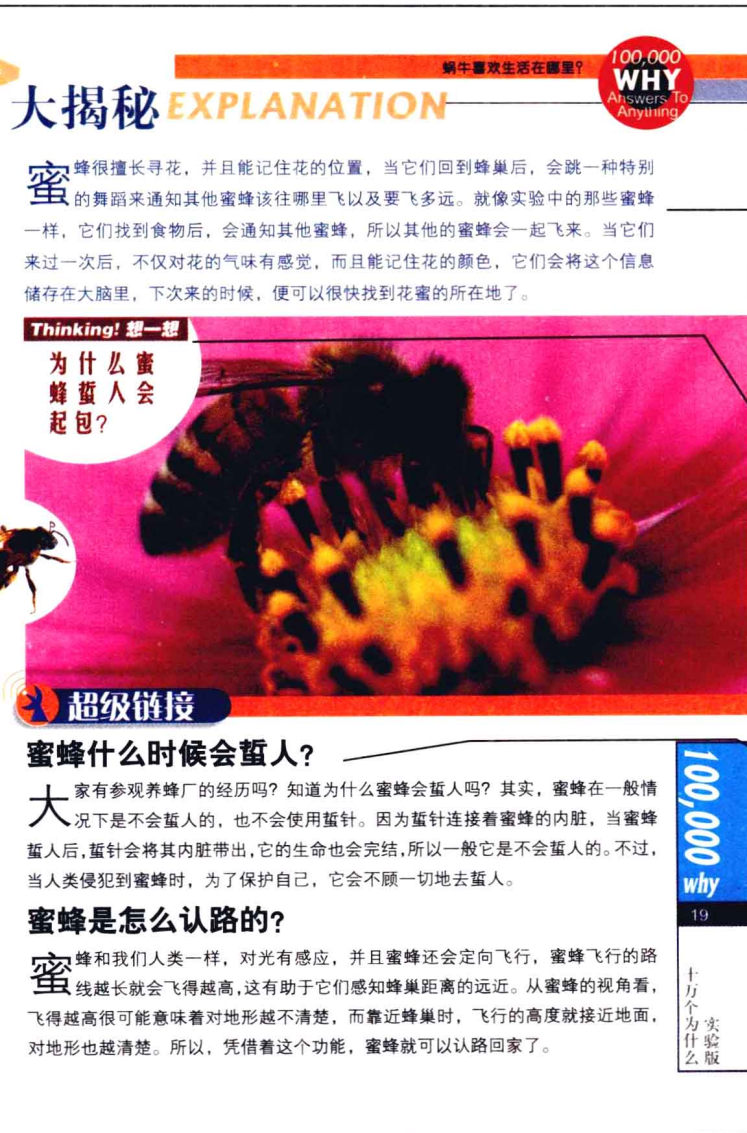 蜗牛喜欢生活在哪里?
100,000
WHY
Answers To
Anything
大揭秘 EXPLANATION
蜜蜂很擅长寻花，并且能记住花的位置，当它们回到蜂巢后，会跳一种特别
的舞蹈来通知其他蜜蜂该往哪里飞以及要飞多远。就像实验中的那些蜜蜂
一样，它们找到食物后，会通知其他蜜蜂，所以其他的蜜蜂会一起飞来。当它们
来过一次后，不仅对花的气味有感觉，而且能记住花的颜色，它们会将这个信息
储存在大脑里，下次来的时候，便可以很快找到花蜜的所在地了。
Thinking! 想一想
为什么蜜
蜂蜇人会
起包?
超级链接
蜜蜂什么时候会蜇人?
大家有参观养蜂厂的经历吗？知道为什么蜜蜂会蜇人吗？其实，蜜蜂在一般情
况下是不会蜇人的，也不会使用蜇针。因为蜇针连接着蜜蜂的内脏，当蜜蜂
蜇人后,蜇针会将其内脏带出,它的生命也会完结,所以一般它是不会蜇人的。不过，
当人类侵犯到蜜蜂时，为了保护自己，它会不顾一切地去蜇人。
蜜蜂是怎么认路的?
蜜蜂和我们人类一样，对光有感应，并且蜜蜂还会定向飞行，蜜蜂飞行的路
线越长就会飞得越高,这有助于它们感知蜂巢距离的远近。从蜜蜂的视角看，
飞得越高很可能意味着对地形越不清楚，而靠近蜂巢时，飞行的高度就接近地面，
对地形也越清楚。所以，凭借着这个功能，蜜蜂就可以认路回家了。
100,000
why
19
十万个为什么
实验版